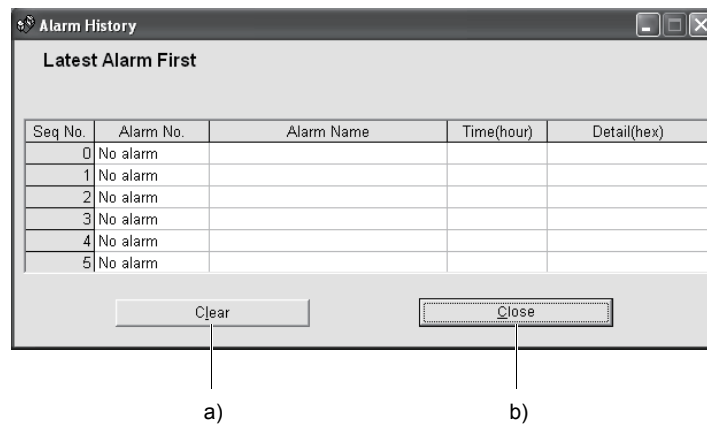 Alarm History
Latest Alarm First
Seq No. Alarm No. Alarm Name Time(hour) Detail(hex)
0 No alarm
1 No alarm
2 No alarm
3 No alarm
4 No alarm
5 No alarm
Clear Close
a) b)